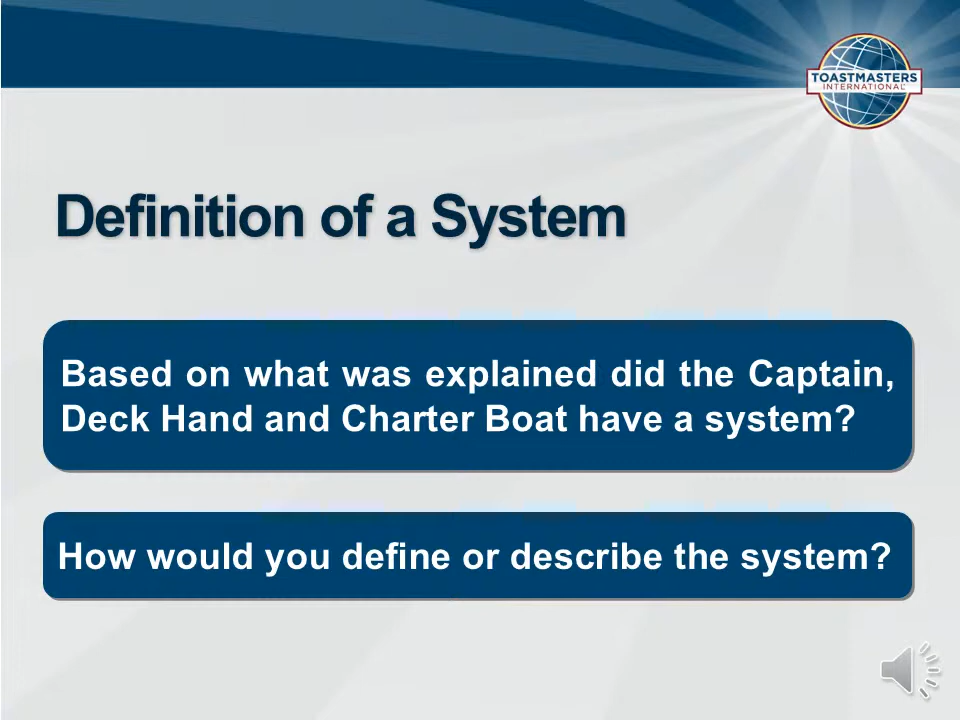 TOASTMASTERS
INTERNATIONAL
Definition of a System
Based on what was explained did the Captain,
Deck Hand and Charter Boat have a system?
How would you define or describe the system?